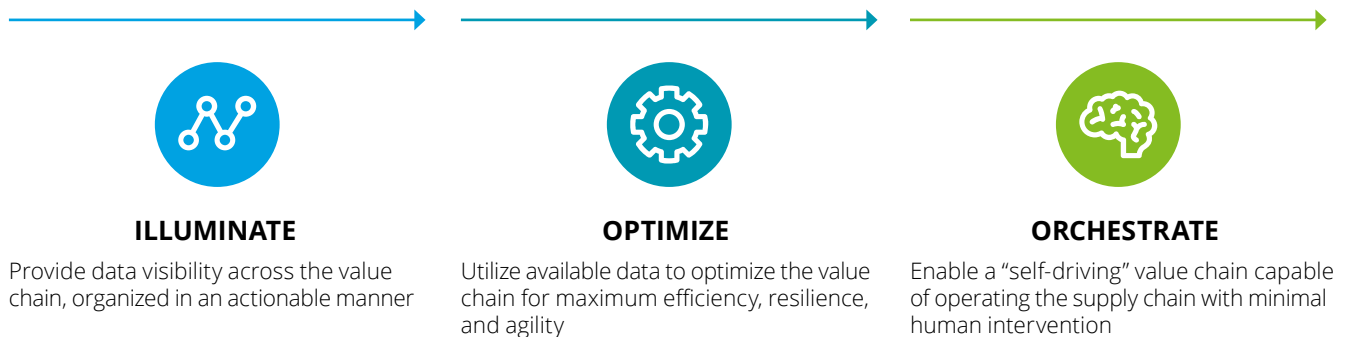 ILLUMINATE
Provide data visibility across the value
chain, organized in an actionable manner
OPTIMIZE
Utilize available data to optimize the value
chain for maximum efficiency, resilience,
and agility
ORCHESTRATE
Enable a “self-driving” value chain capable
of operating the supply chain with minimal
human intervention